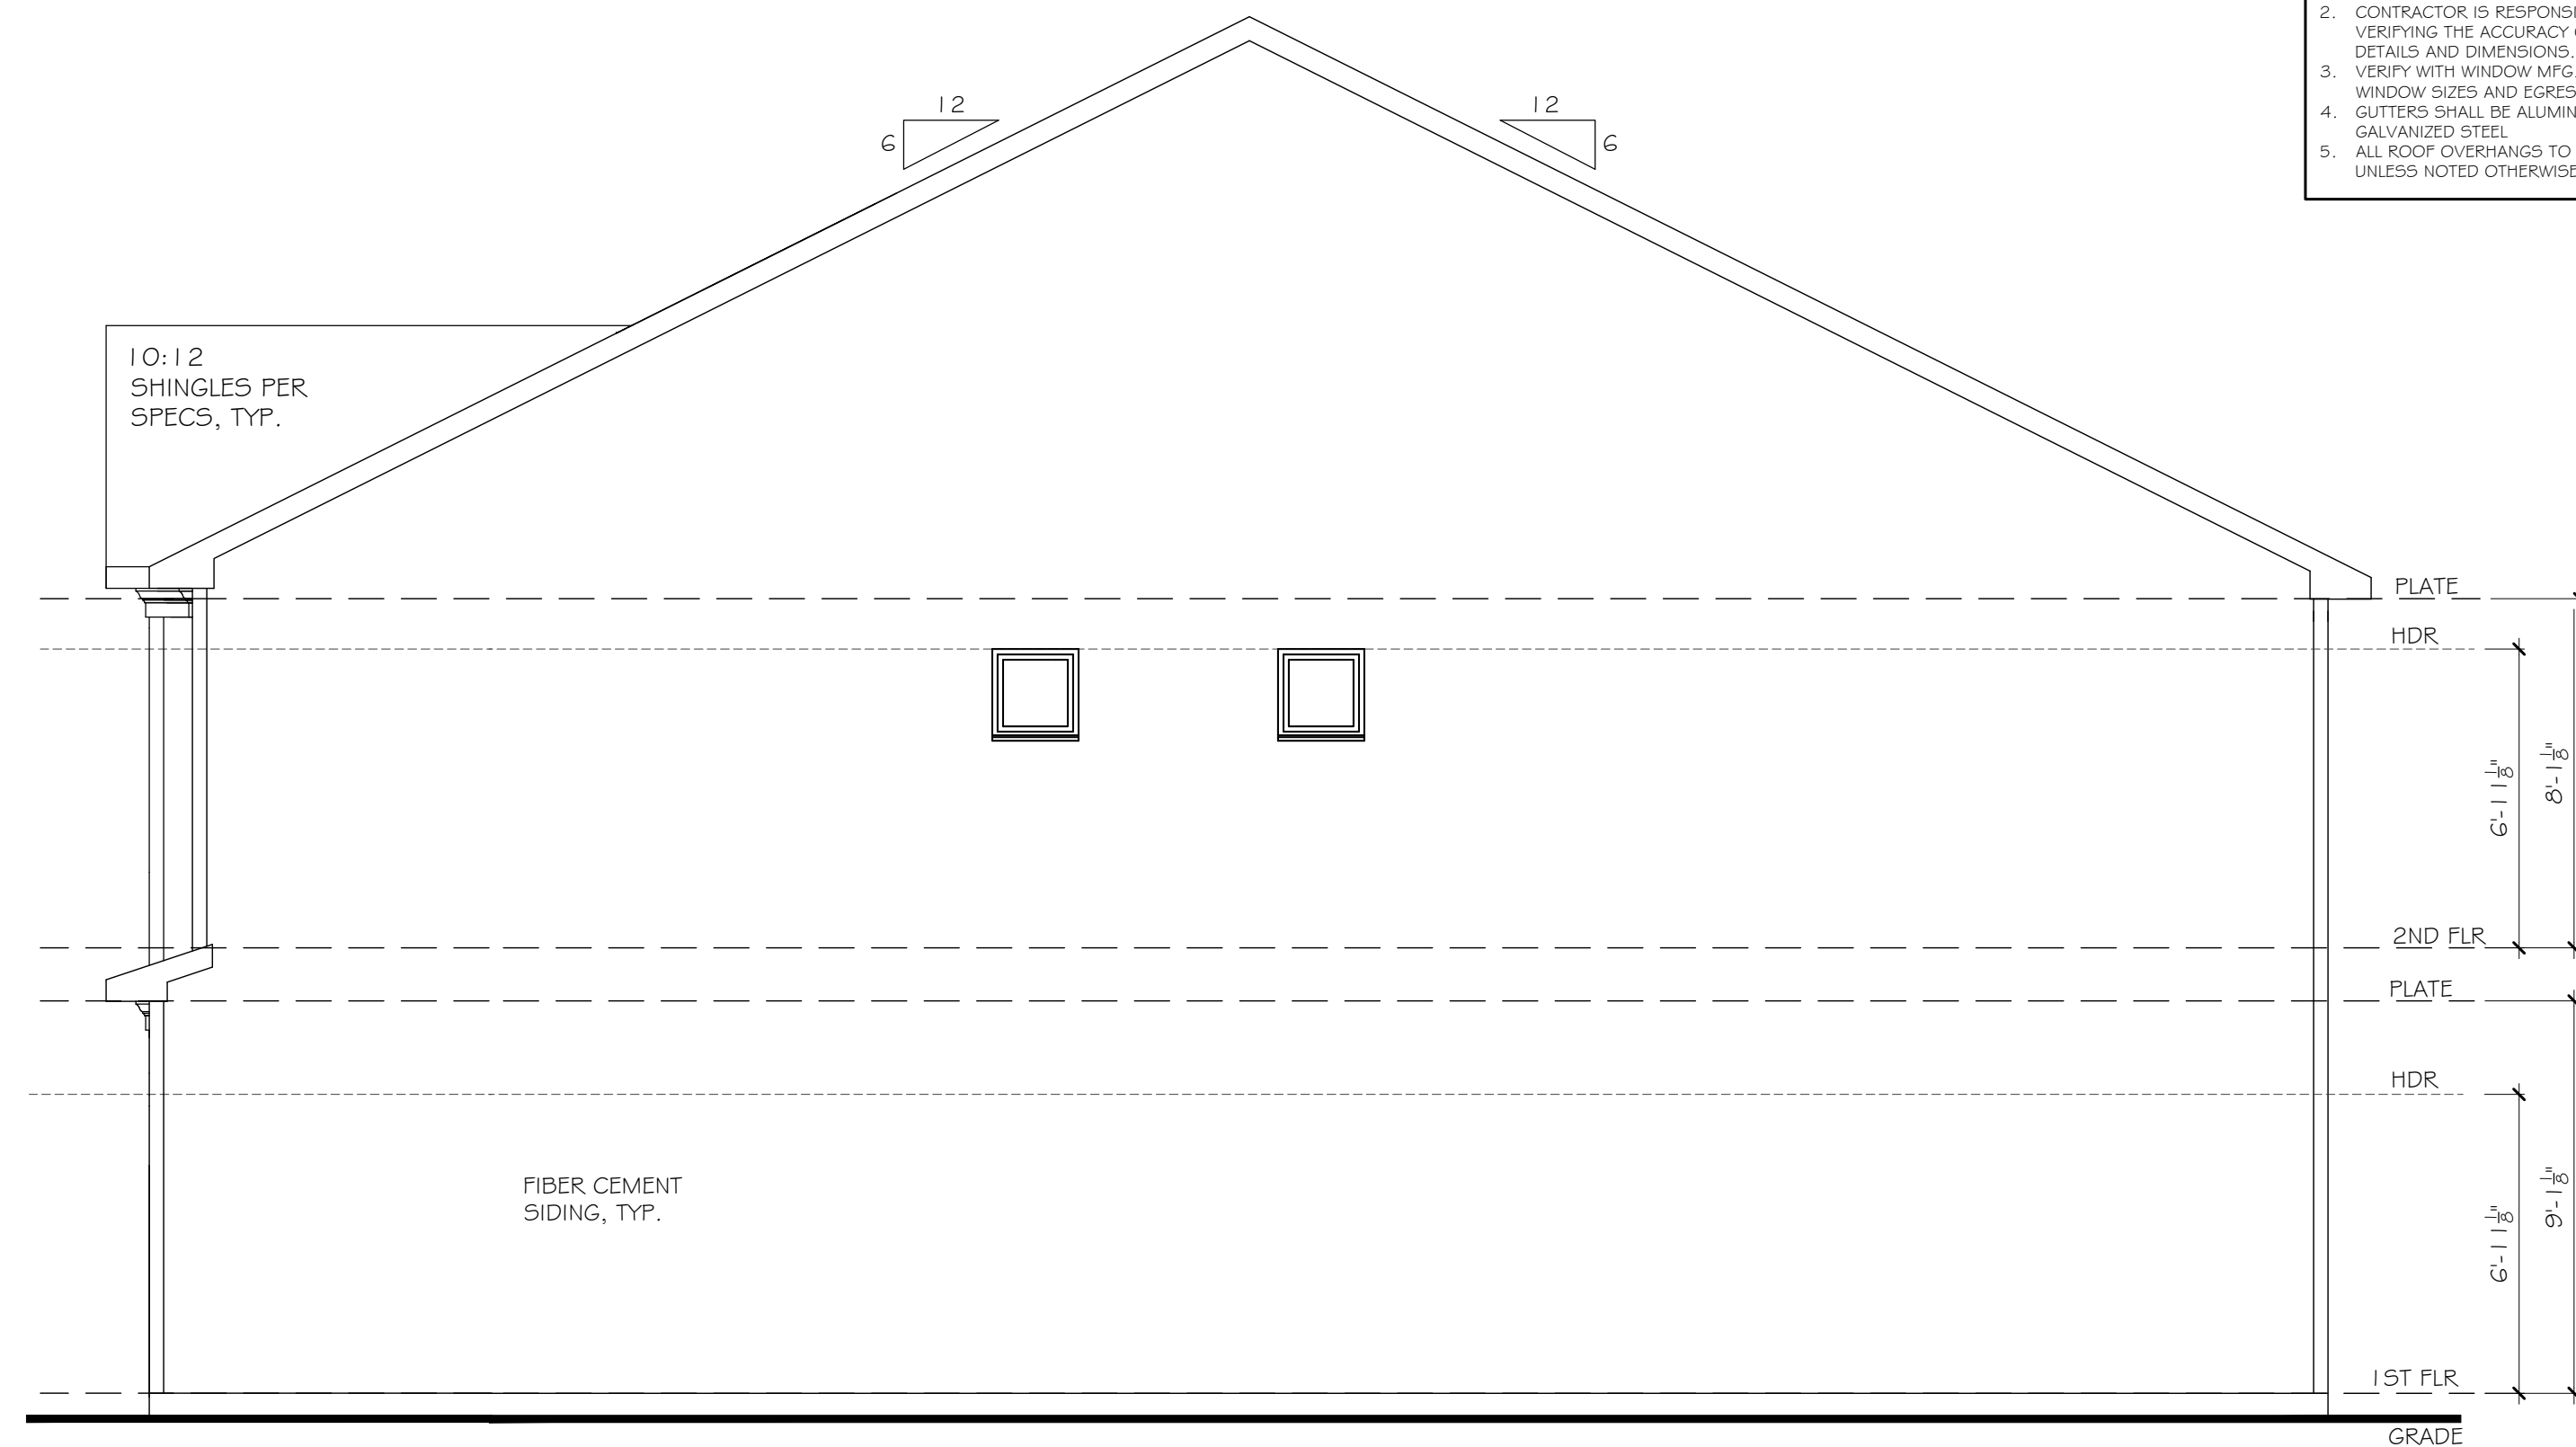 2. CONTRACTOR IS
VERIFYING THE ACCURACY
DETAILS AND DIMENSIONS.
3. VERIFY WITH WINDOW MFG.
WINDOW SIZES AND
4. GUTTERS SHALL BE
GALVANIZED STEEL
5. ALL ROOF OVERHANGS TO
UNLESS NOTED OTHERWISE
12
12
6
6
10:12
SHINGLES PER
SPECS, TYP.
PLATE
HDR
6'-11 1/8"
8'-1 1/8"
2ND FLR
PLATE
HDR
FIBER CEMENT
SIDING, TYP.
6'-11 1/8"
9'-1 1/8"
1ST FLR
GRADE